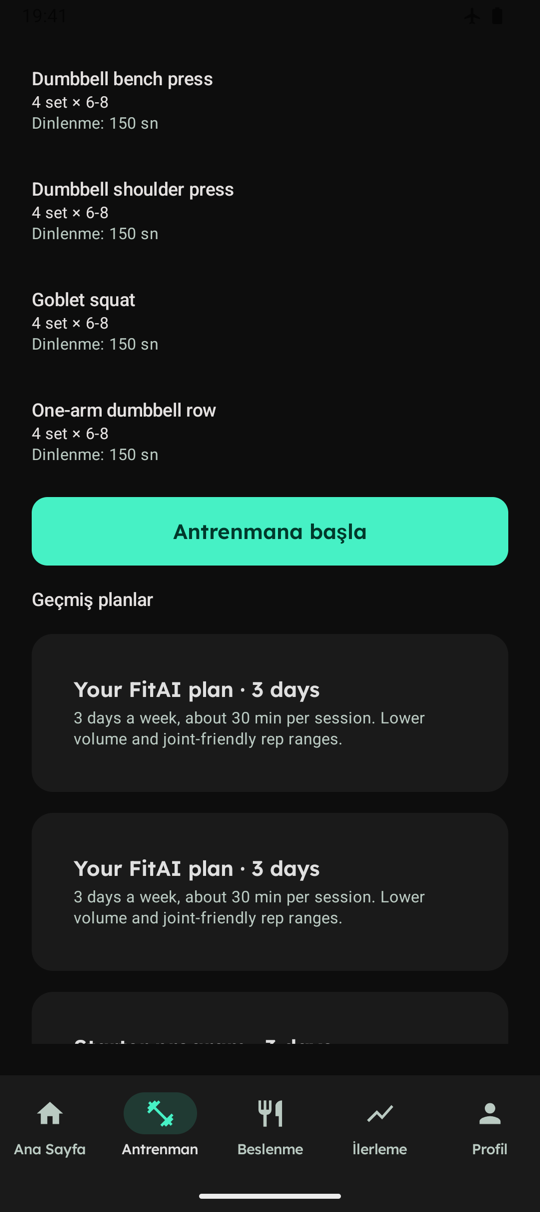 19:41
Dumbbell bench press
4 set × 6-8
Dinlenme: 150 sn
Dumbbell shoulder press
4 set × 6-8
Dinlenme: 150 sn
Goblet squat
4 set × 6-8
Dinlenme: 150 sn
One-arm dumbbell row
4 set × 6-8
Dinlenme: 150 sn
Antrenmana başla
Geçmiş planlar
Your FitAI plan · 3 days
3 days a week, about 30 min per session. Lower
volume and joint-friendly rep ranges.
Your FitAI plan · 3 days
3 days a week, about 30 min per session. Lower
volume and joint-friendly rep ranges.
Ana Sayfa
Antrenman
Beslenme
İlerleme
Profil